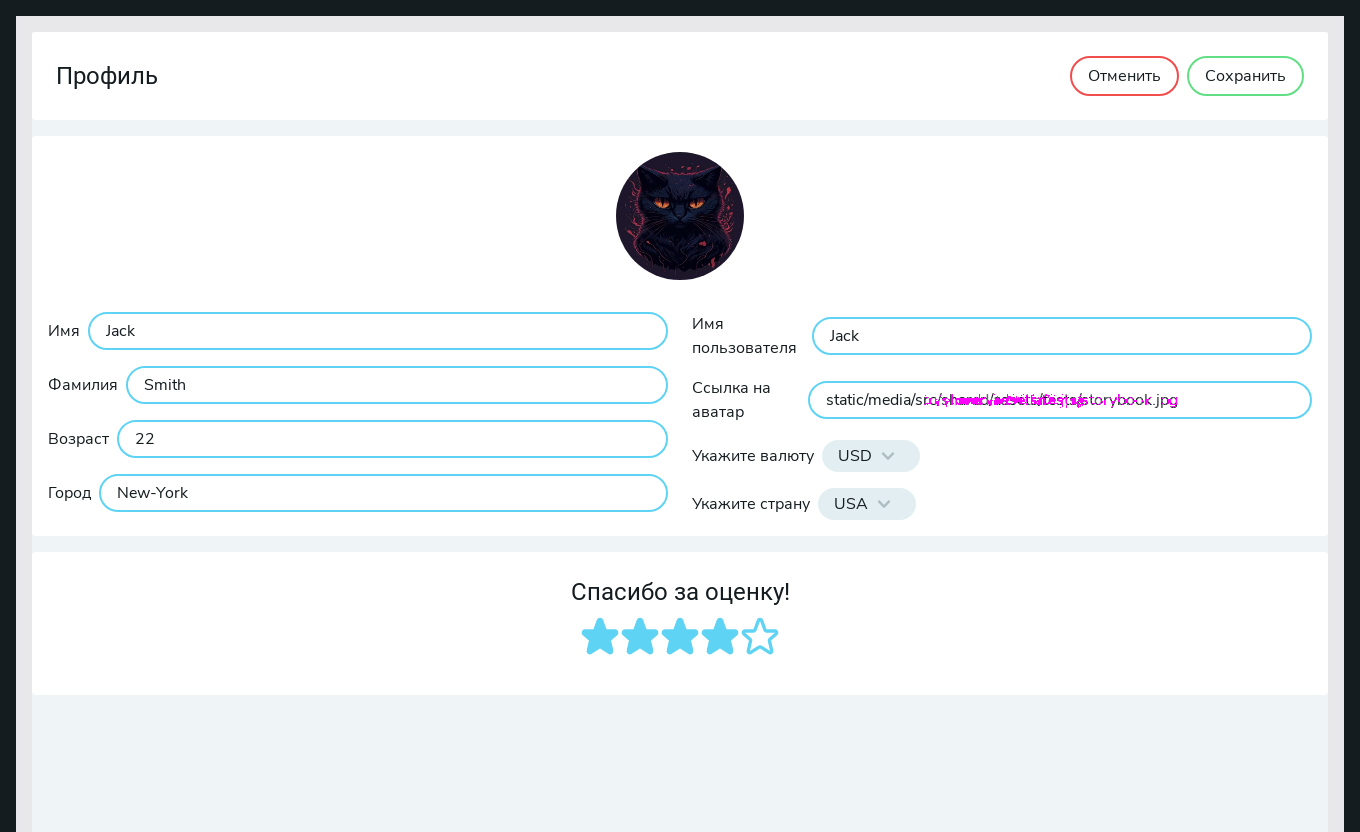 Профиль
Отменить
Сохранить
Имя
Jack
Фамилия
Smith
Возраст
22
Город
New-York
Имя
пользователя
Jack
Ссылка на
аватар
static/media/src/shared/assets/tests/storybook.jpg
Укажите валюту
USD
Укажите страну
USA
Спасибо за оценку!